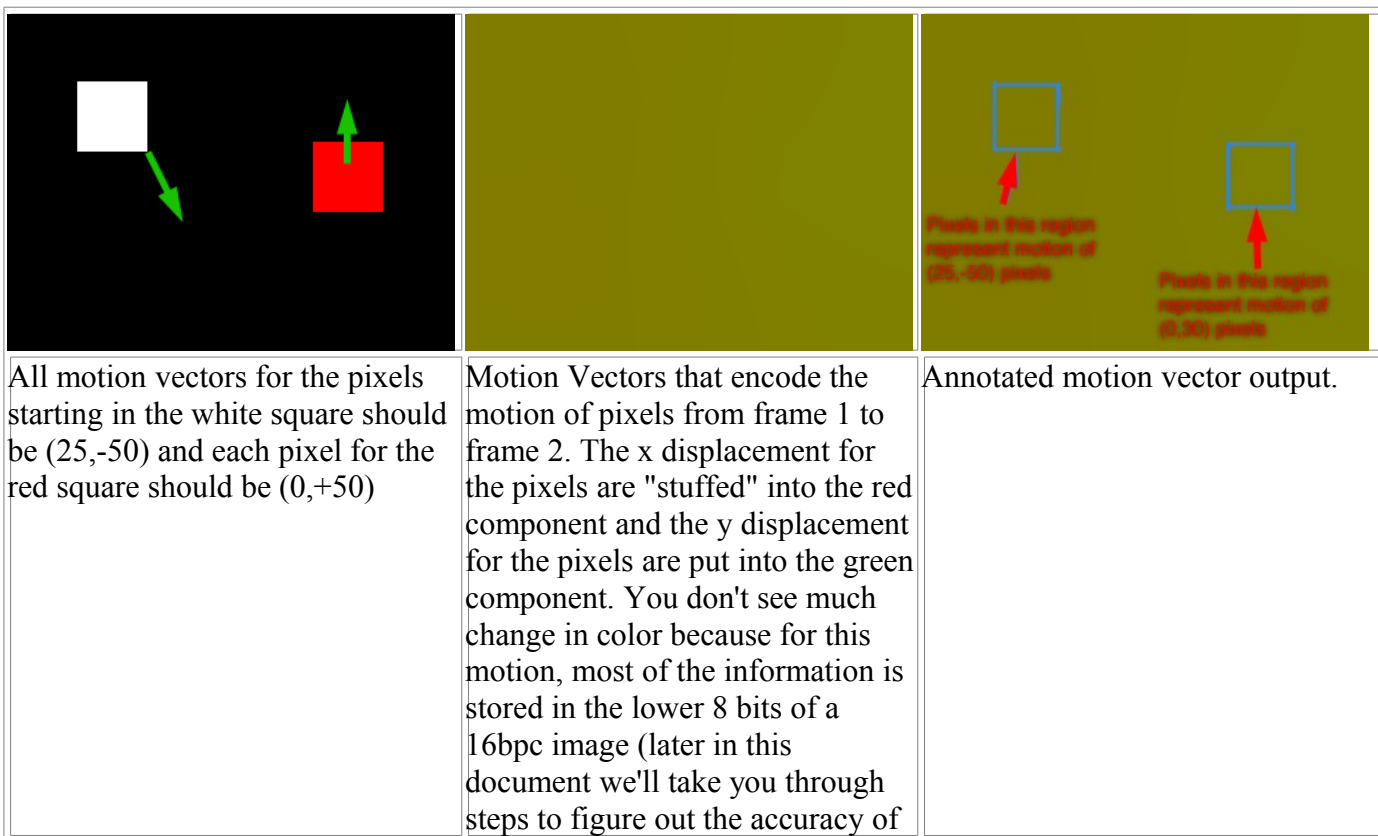 Pixels in this region
represent motion of
(25,-50) pixels
Pixels in this region
represent motion of
(0,30) pixels
All motion vectors for the pixels
starting in the white square should
be (25,-50) and each pixel for the
red square should be (0,+50)
Motion Vectors that encode the
motion of pixels from frame 1 to
frame 2. The x displacement for
the pixels are "stuffed" into the red
component and the y displacement
for the pixels are put into the green
component. You don't see much
change in color because for this
motion, most of the information is
stored in the lower 8 bits of a
16bpc image (later in this
document we'll take you through
steps to figure out the accuracy of
Annotated motion vector output.